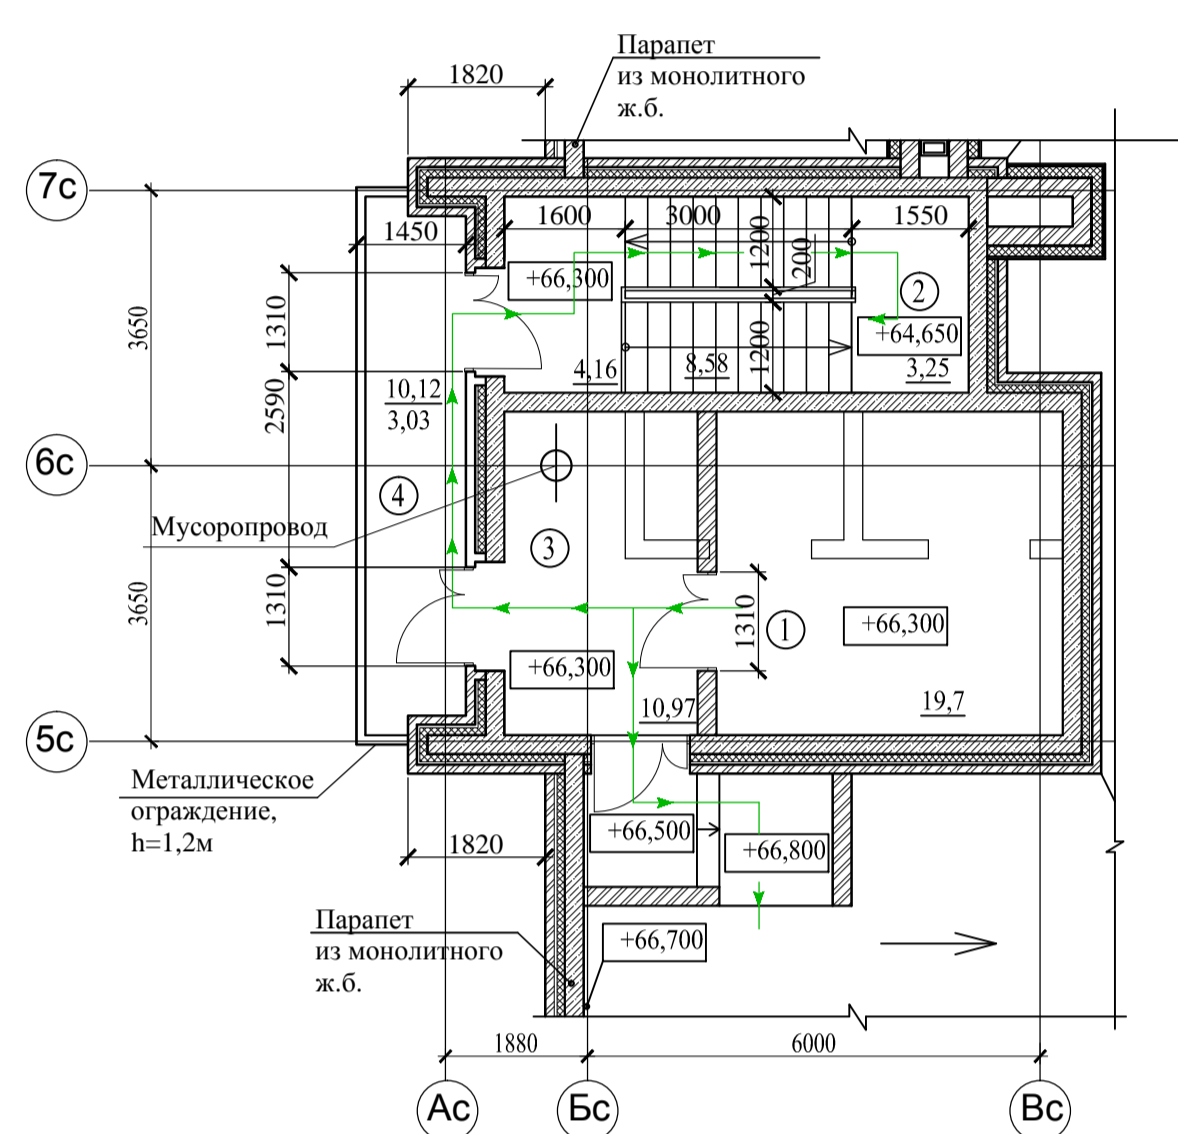 Парапет
из монолитного
ж.б.
1820
7с
1450
1600
3000
1200
200
1550
+66,300
2
+64,650
1310
3650
2590
10,12
3,03
4,16
8,58
1200
3,25
6с
4
Мусоропровод
3
3650
1310
1310
1
+66,300
+66,300
10,97
19,7
5с
Металлическое
ограждение,
h=1,2м
1820
+66,500
+66,800
Парапет
из монолитного
ж.б.
+66,700
1880
6000
Ас
Бс
Вс